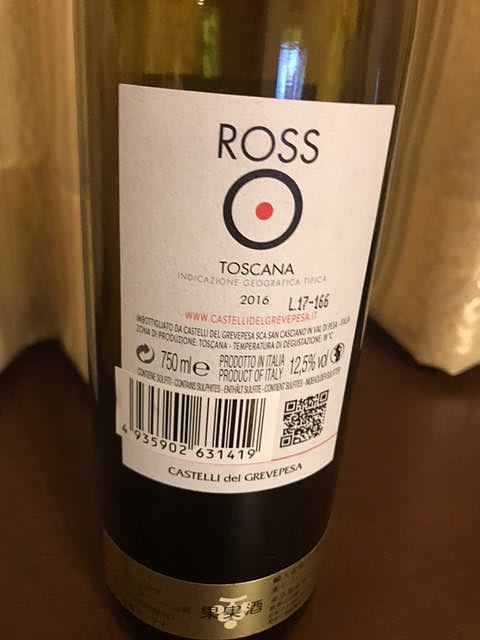 ROSS
TOSCANA
INDICAZIONE GEOGRAFICA TIPICA
2016 L17-166
WWW.CASTELLIDELGREVEPESA.IT
IMBOTTIGLIATO DA CASTELLI DEL GREVEPESA SCA SAN CASCIANO IN VAL DI PESA - ITALIA
ZONA DI PRODUZIONE: TOSCANA - TEMPERATURA DI DEGUSTAZIONE: 18°C
750 ml e PRODOTTO IN ITALIA 12,5% vol
PRODUCT OF ITALY
CONTIENE SOLFITI - CONTAINS SULPHITES - ENTHÄLT SULFITE - CONTIENT SULFITES -
4 935902 631419
CASTELLI del GREVEPESA
果実酒